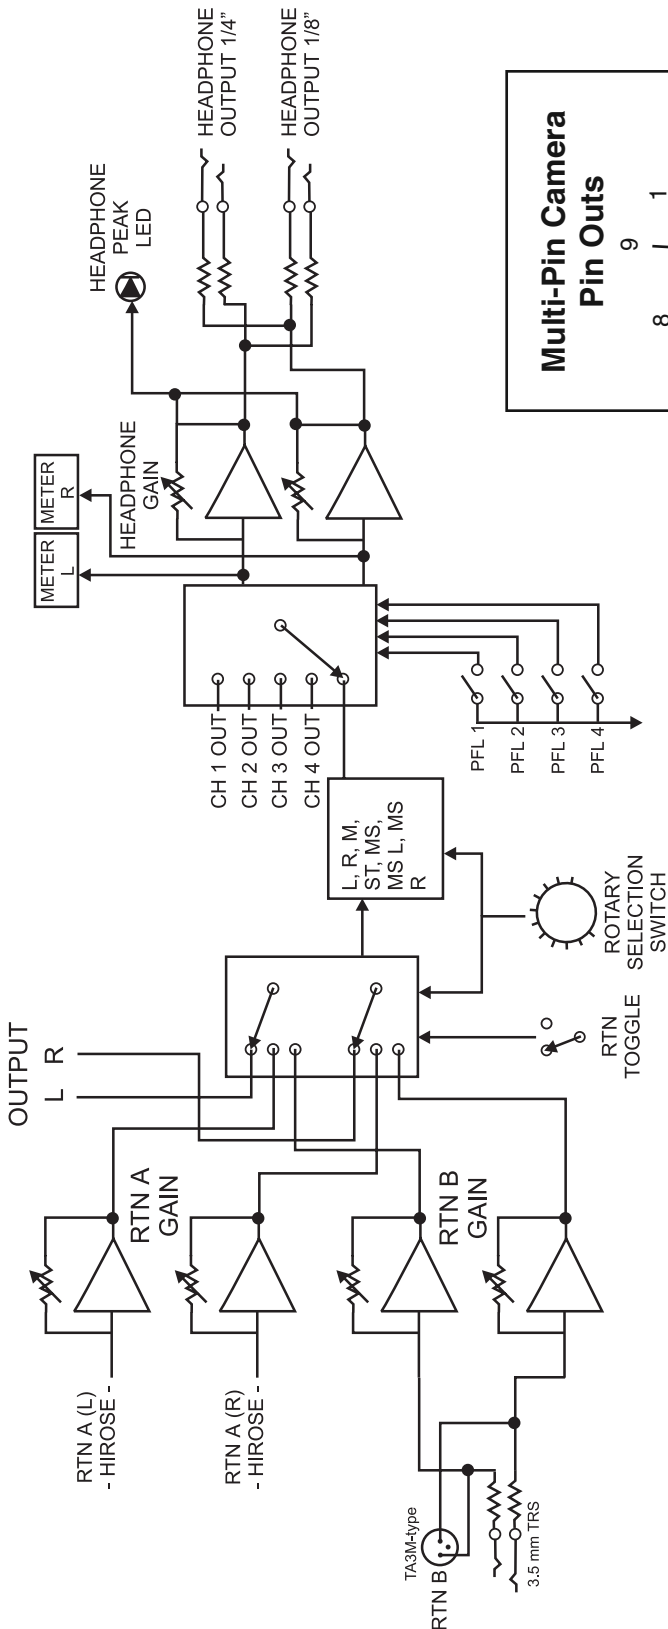 RTN A (L)
- HIROSE -
RTN A (R)
- HIROSE -
TA3M-type
RTN B
3.5 mm TRS
RTN A
GAIN
RTN B
GAIN
OUTPUT
L R
RTN
TOGGLE
ROTARY
SELECTION
SWITCH
L, R, M,
ST, MS,
MS L, MS
R
CH 1 OUT
CH 2 OUT
CH 3 OUT
CH 4 OUT
PFL 1
PFL 2
PFL 3
PFL 4
METER
L
METER
R
HEADPHONE
GAIN
HEADPHONE
PEAK
LED
HEADPHONE
OUTPUT 1/4"
HEADPHONE
OUTPUT 1/8"
Multi-Pin Camera
Pin Outs
9
8 1